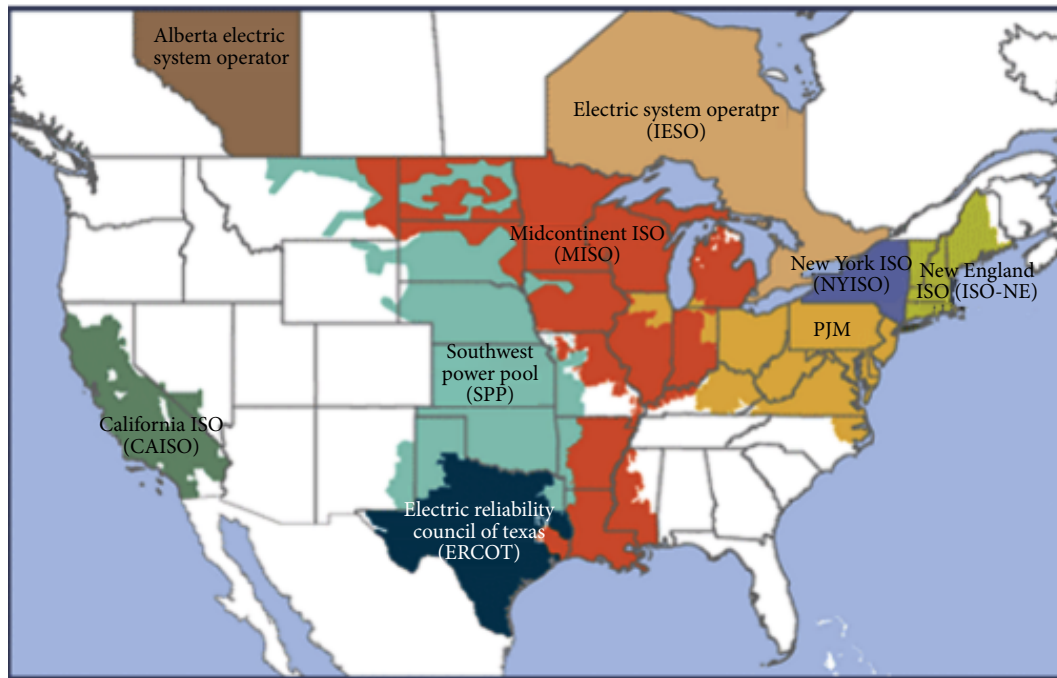 Alberta electric
system operator
Electric system operatpr
(IESO)
Midcontinent ISO
(MISO)
New York ISO
(NYISO)
New England
ISO (ISO-NE)
PJM
Southwest
power pool
(SPP)
California ISO
(CAISO)
Electric reliability
council of texas
(ERCOT)